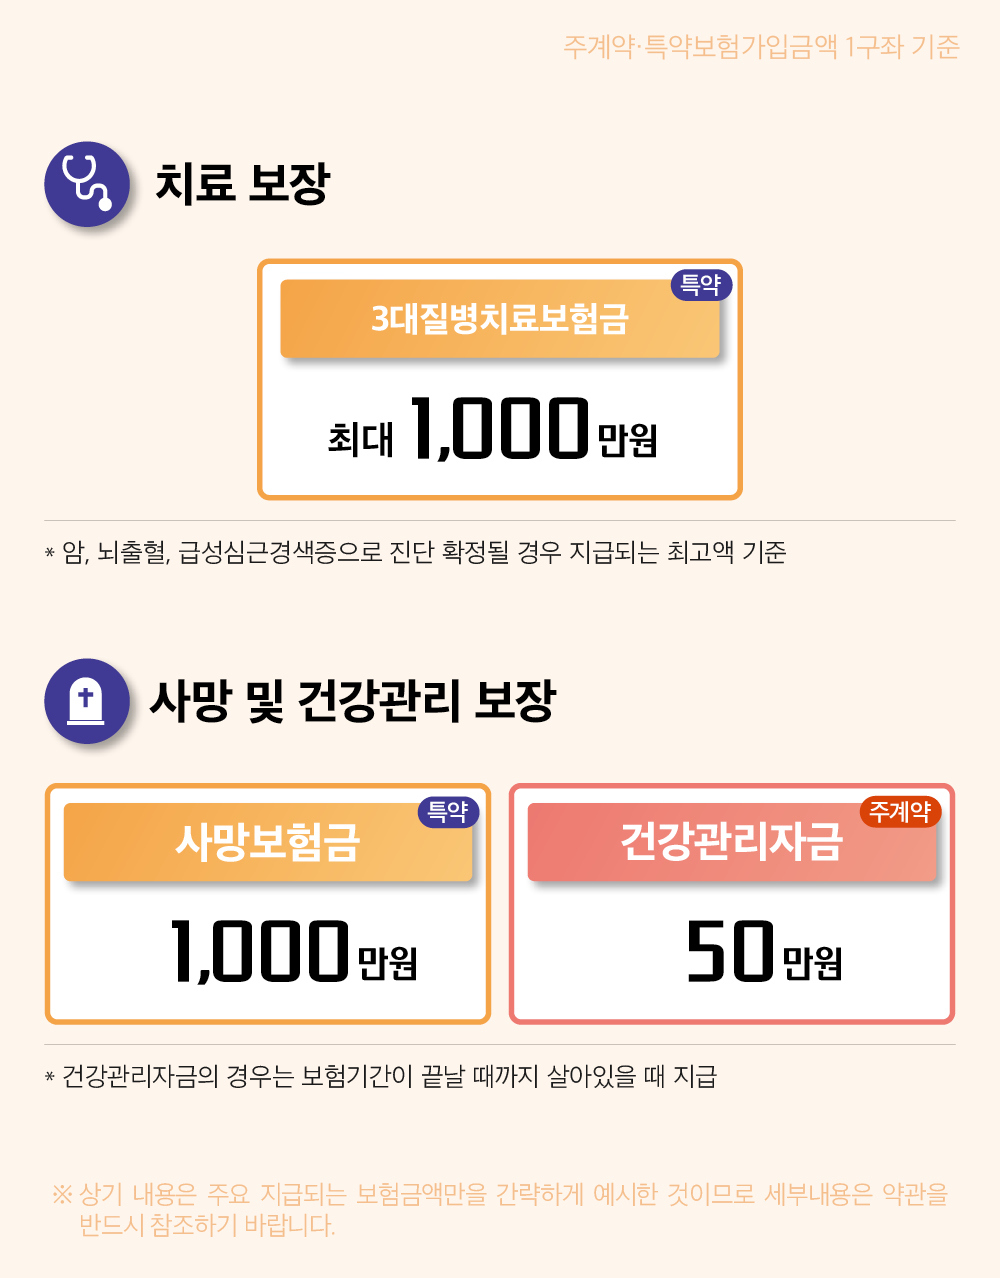 주계약·특약보험가입금액 1구좌 기준
치료 보장
특약
3대질병치료보험금
최대 1,000만원
* 암, 뇌출혈, 급성심근경색증으로 진단 확정될 경우 지급되는 최고액 기준
사망 및 건강관리 보장
특약
사망보험금
1,000만원
주계약
건강관리자금
50만원
* 건강관리자금의 경우는 보험기간이 끝날 때까지 살아있을 때 지급
※ 상기 내용은 주요 지급되는 보험금액만을 간략하게 예시한 것이므로 세부내용은 약관을
반드시 참조하기 바랍니다.